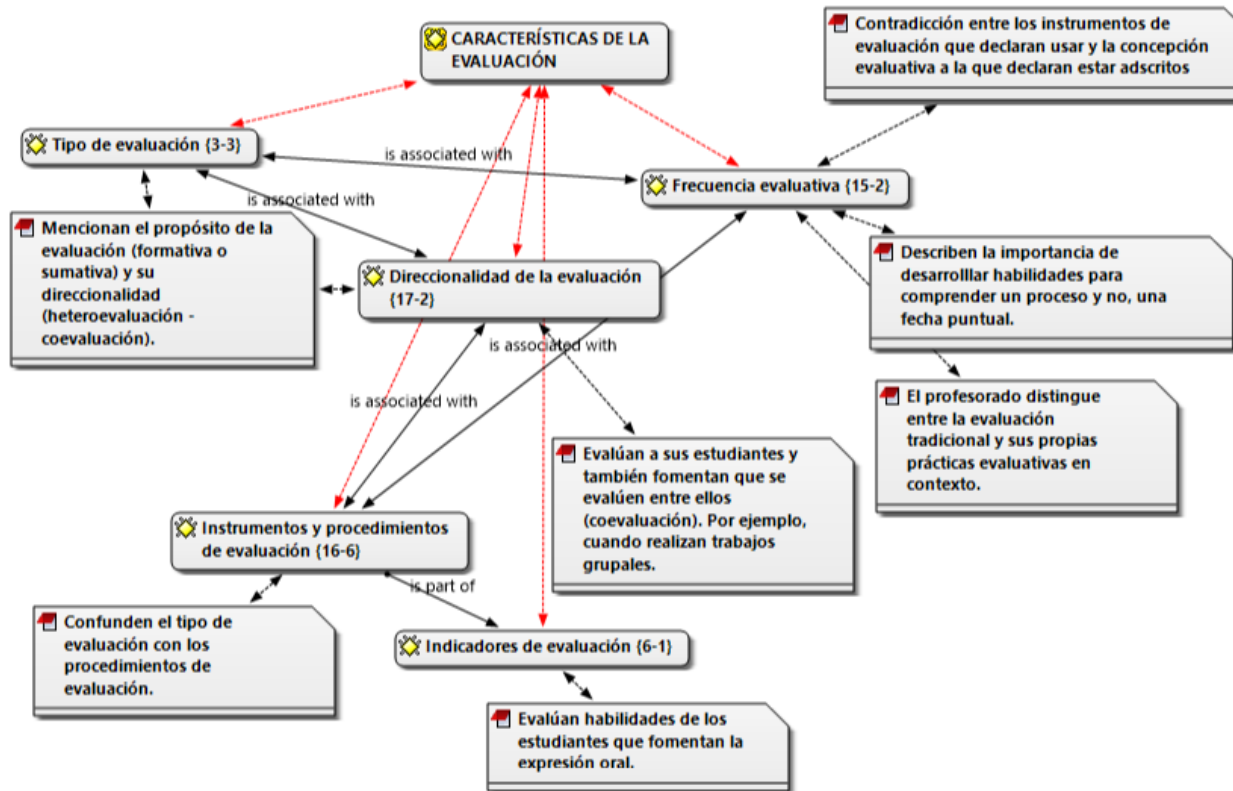 CARACTERÍSTICAS DE LA
EVALUACIÓN
Contradicción entre los instrumentos de
evaluación que declaran usar y la concepción
evaluativa a la que declaran estar adscritos
Tipo de evaluación {3-3}
is associated with
Frecuencia evaluativa {15-2}
is associated with
Mencionan el propósito de la
evaluación (formativa o
sumativa) y su
direccionalidad
(heteroevaluación -
coevaluación).
Direccionalidad de la evaluación
{17-2}
Describen la importancia de
desarrolllar habilidades para
comprender un proceso y no, una
fecha puntual.
is associated with
is associated with
El profesorado distingue
entre la evaluación
tradicional y sus propias
prácticas evaluativas en
contexto.
Evalúan a sus estudiantes y
también fomentan que se
evalúen entre ellos
(coevaluación). Por ejemplo,
cuando realizan trabajos
grupales.
Instrumentos y procedimientos
de evaluación {16-6}
is part of
Confunden el tipo de
evaluación con los
procedimientos de
evaluación.
Indicadores de evaluación {6-1}
Evalúan habilidades de los
estudiantes que fomentan la
expresión oral.